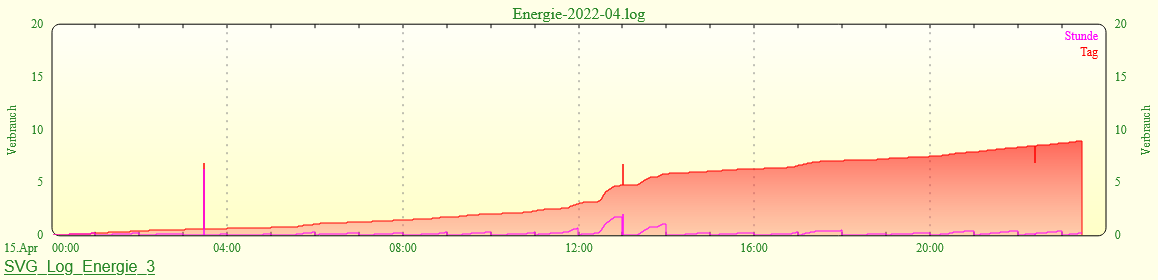 Energie-2022-04.log
20 20
Stunde
Tag
15 15
Verbrauch Verbrauch
10 10
5 5
0 0
15.Apr 00:00 04:00 08:00 12:00 16:00 20:00
SVG_Log_Energie_3